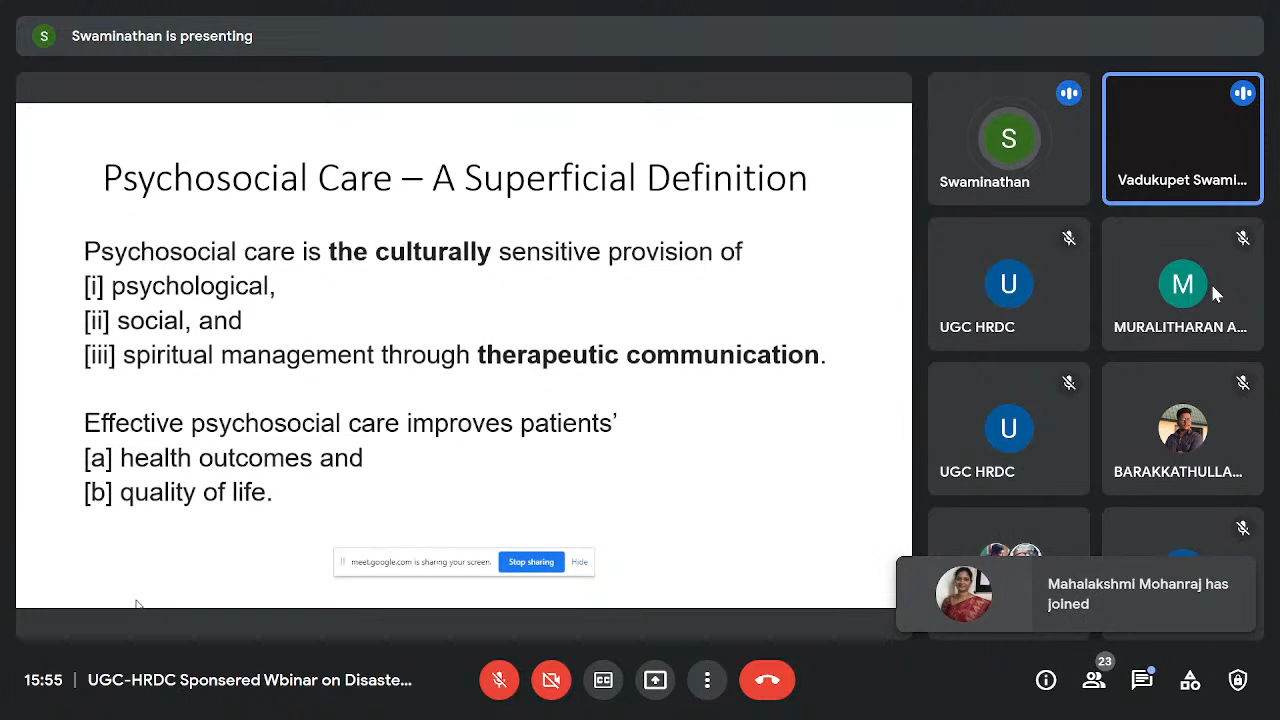 S
Swaminathan is presenting
Psychosocial Care – A Superficial Definition
Psychosocial care is the culturally sensitive provision of
[i] psychological,
[ii] social, and
[iii] spiritual management through therapeutic communication.
Effective psychosocial care improves patients’
[a] health outcomes and
[b] quality of life.
meet.google.com is sharing your screen.
Stop sharing
Hide
S
Swaminathan
Vadukupet Swami...
U
UGC HRDC
M
MURALITHARAN A...
U
UGC HRDC
BARAKKATHULLA...
Mahalakshmi Mohanraj has
joined
15:55
UGC-HRDC Sponsered Wbinar on Disaste...
CC
23